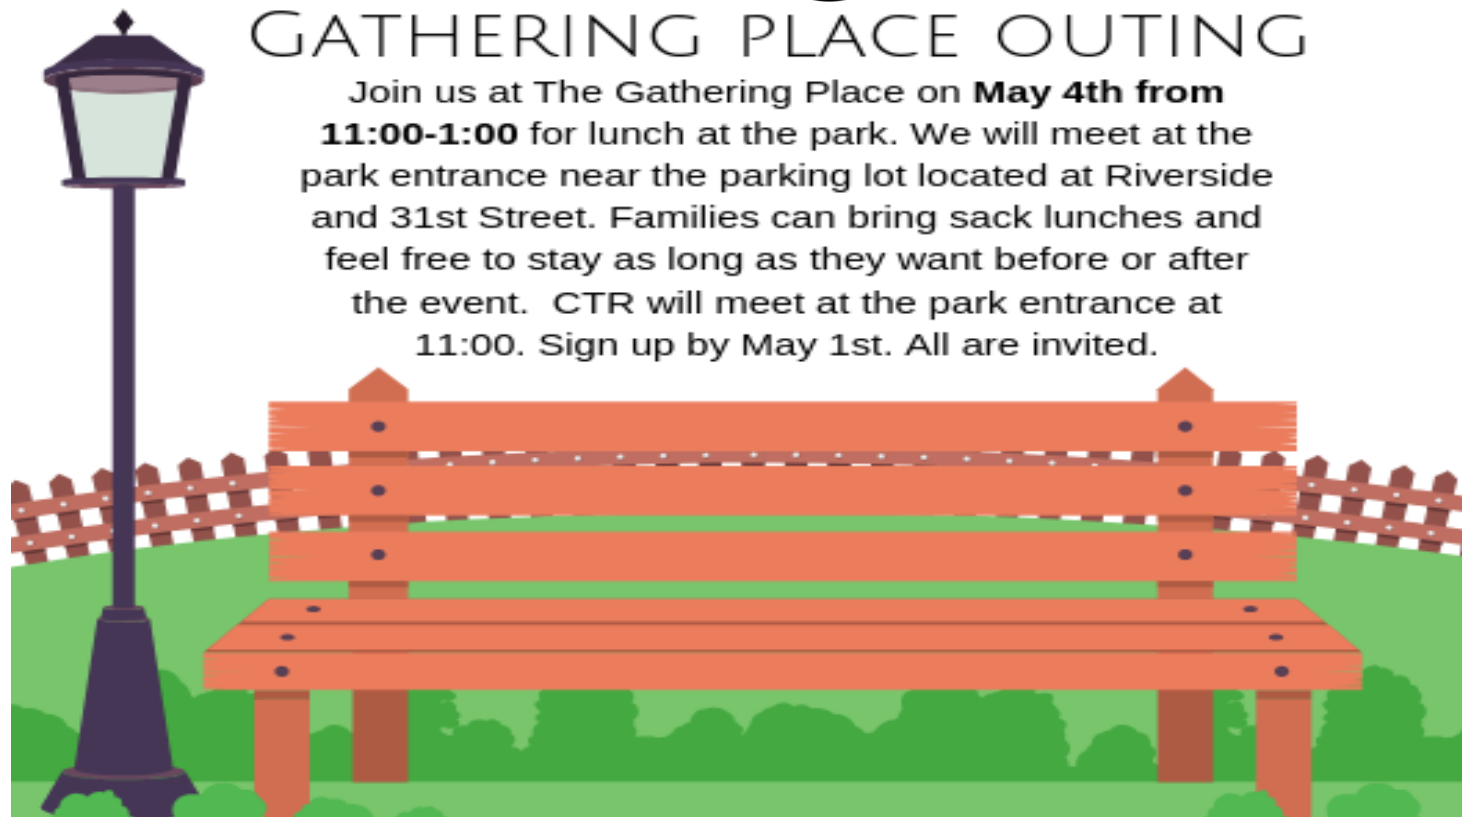 GATHERING PLACE OUTING
Join us at The Gathering Place on May 4th from
11:00-1:00 for lunch at the park. We will meet at the
park entrance near the parking lot located at Riverside
and 31st Street. Families can bring sack lunches and
feel free to stay as long as they want before or after
the event.  CTR will meet at the park entrance at
11:00. Sign up by May 1st. All are invited.